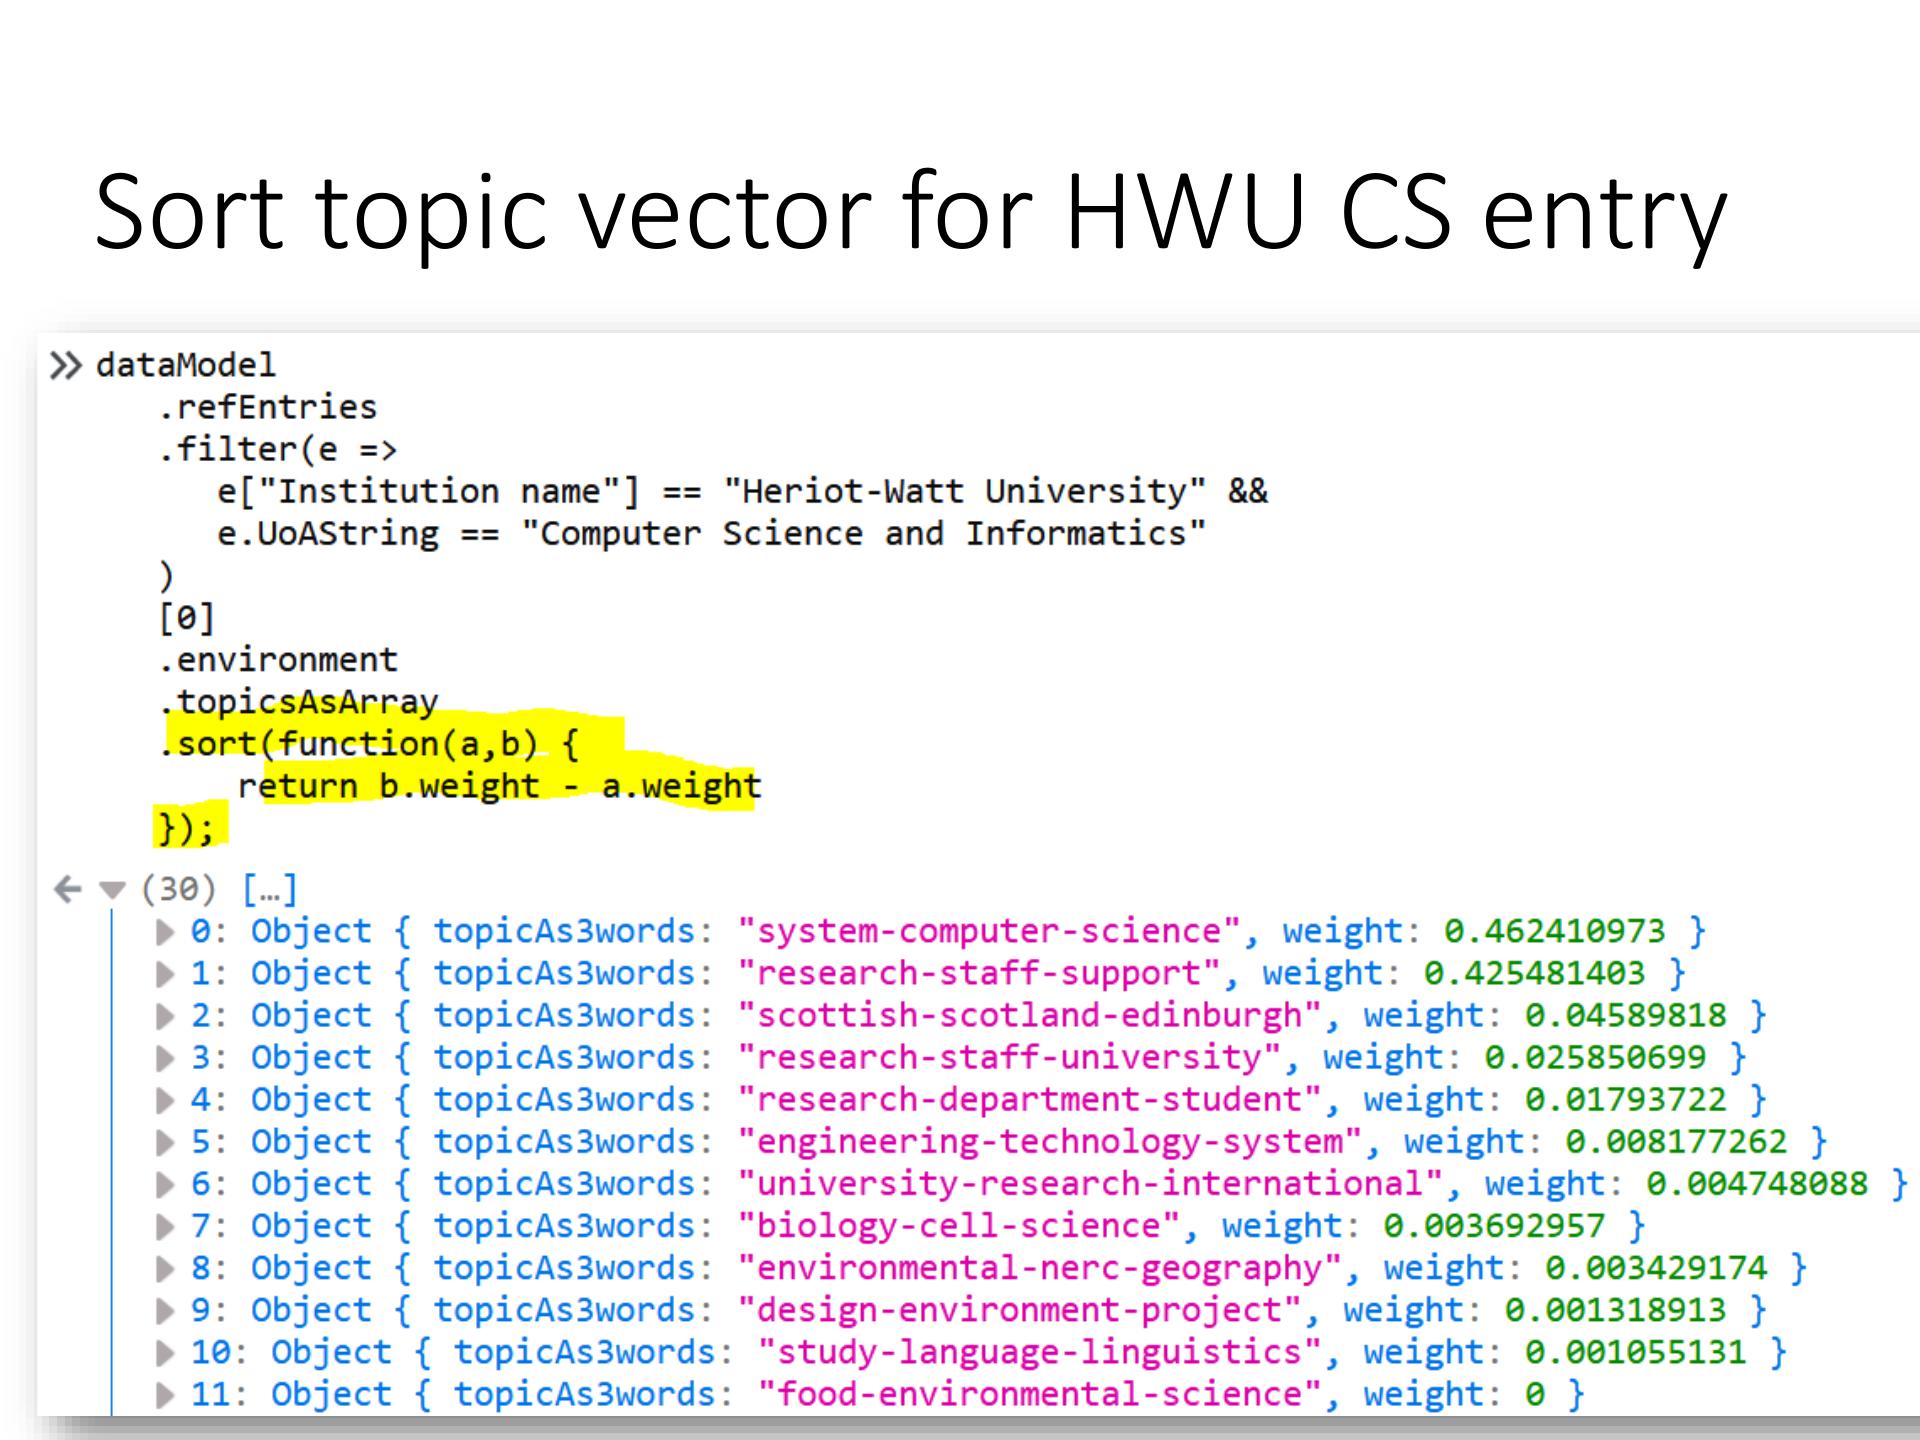 Sort topic vector for HWU CS entry
dataModel
.refEntries
.filter(e =>
e["Institution name"] == "Heriot-Watt University" &&
e.UoAString == "Computer Science and Informatics"
)
[0]
.environment
.topicsAsArray
.sort(function(a,b) {
return b.weight - a.weight
});
(30) […]
0: Object { topicAs3words: "system-computer-science", weight: 0.462410973 }
1: Object { topicAs3words: "research-staff-support", weight: 0.425481403 }
2: Object { topicAs3words: "scottish-scotland-edinburgh", weight: 0.04589818 }
3: Object { topicAs3words: "research-staff-university", weight: 0.025850699 }
4: Object { topicAs3words: "research-department-student", weight: 0.01793722 }
5: Object { topicAs3words: "engineering-technology-system", weight: 0.008177262 }
6: Object { topicAs3words: "university-research-international", weight: 0.004748088 }
7: Object { topicAs3words: "biology-cell-science", weight: 0.003692957 }
8: Object { topicAs3words: "environmental-nerc-geography", weight: 0.003429174 }
9: Object { topicAs3words: "design-environment-project", weight: 0.001318913 }
10: Object { topicAs3words: "study-language-linguistics", weight: 0.001055131 }
11: Object { topicAs3words: "food-environmental-science", weight: 0 }